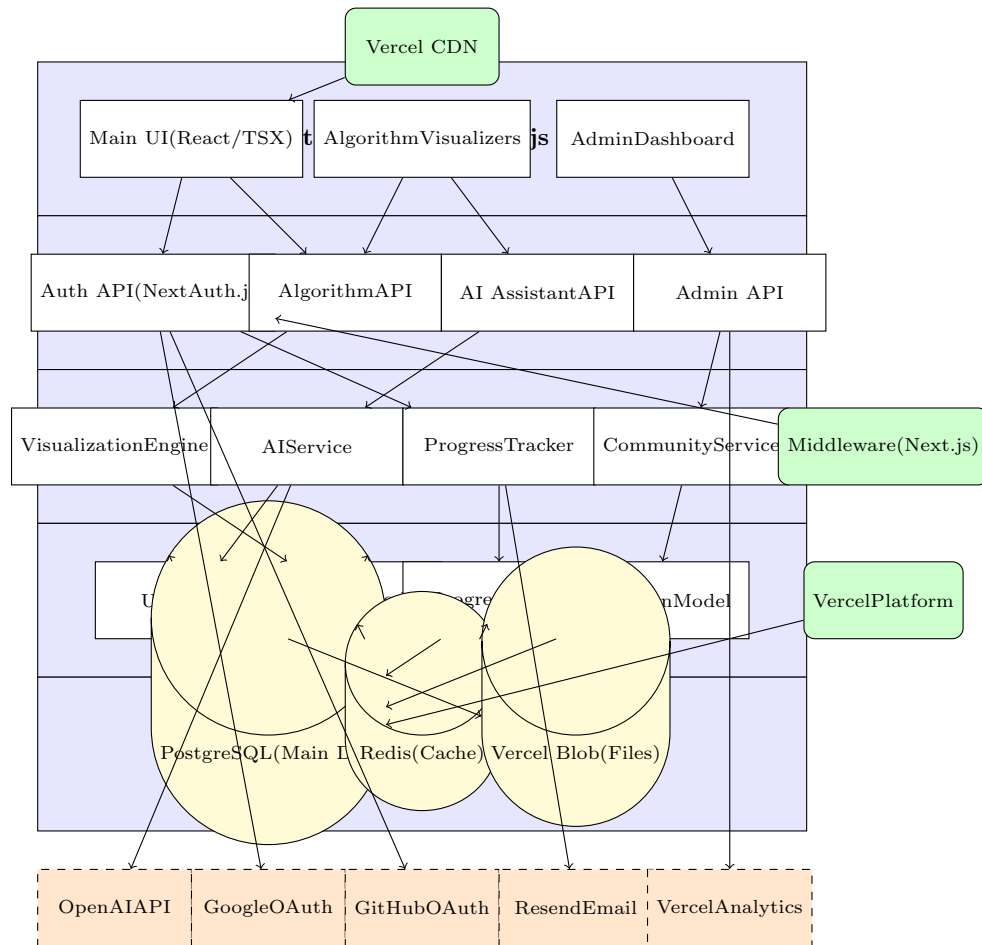 Vercel CDN
Main UI(React/TSX)
t
AlgorithmVisualizers
js
AdminDashboard
Auth API(NextAuth.j
AlgorithmAPI
AI AssistantAPI
Admin API
VisualizationEngine
AIService
ProgressTracker
CommunityService
Middleware(Next.js)
U
nModel
VercelPlatform
PostgreSQL(Main D
Redis(Cache)
Vercel Blob(Files)
OpenAIAPI
GoogleOAuth
GitHubOAuth
ResendEmail
VercelAnalytics